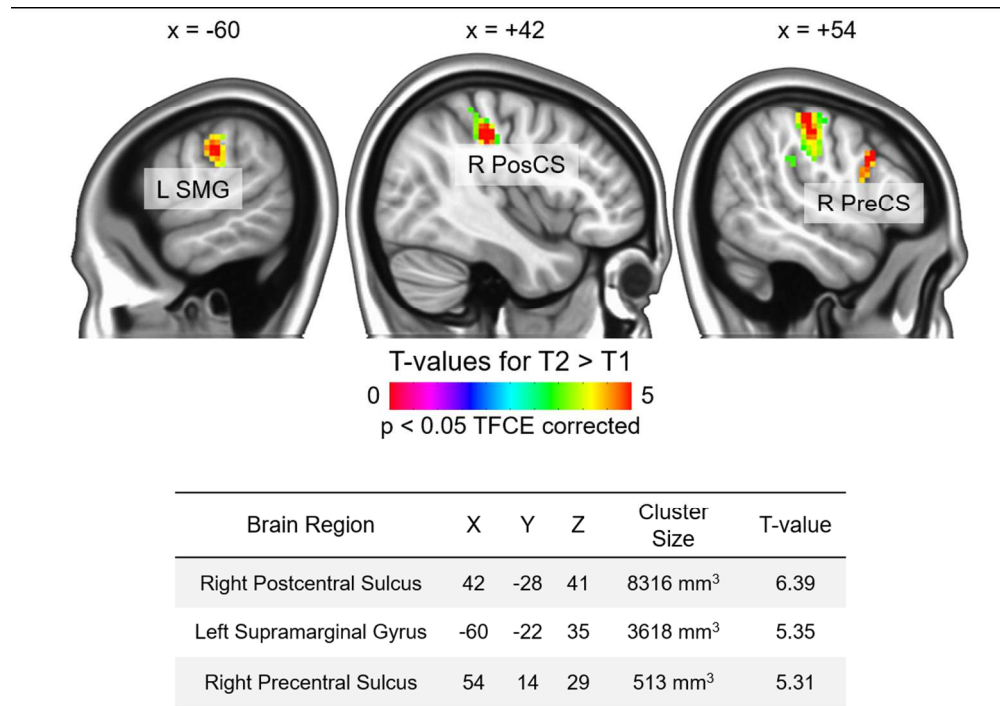 x = -60 x = +42 x = +54
L SMG
R PosCS
R PreCS
T-values for T2 > T1
0 5
p < 0.05 TFCE corrected
Brain Region X Y Z Cluster Size T-value
Right Postcentral Sulcus 42 -28 41 8316 mm³ 6.39
Left Supramarginal Gyrus -60 -22 35 3618 mm³ 5.35
Right Precentral Sulcus 54 14 29 513 mm³ 5.31